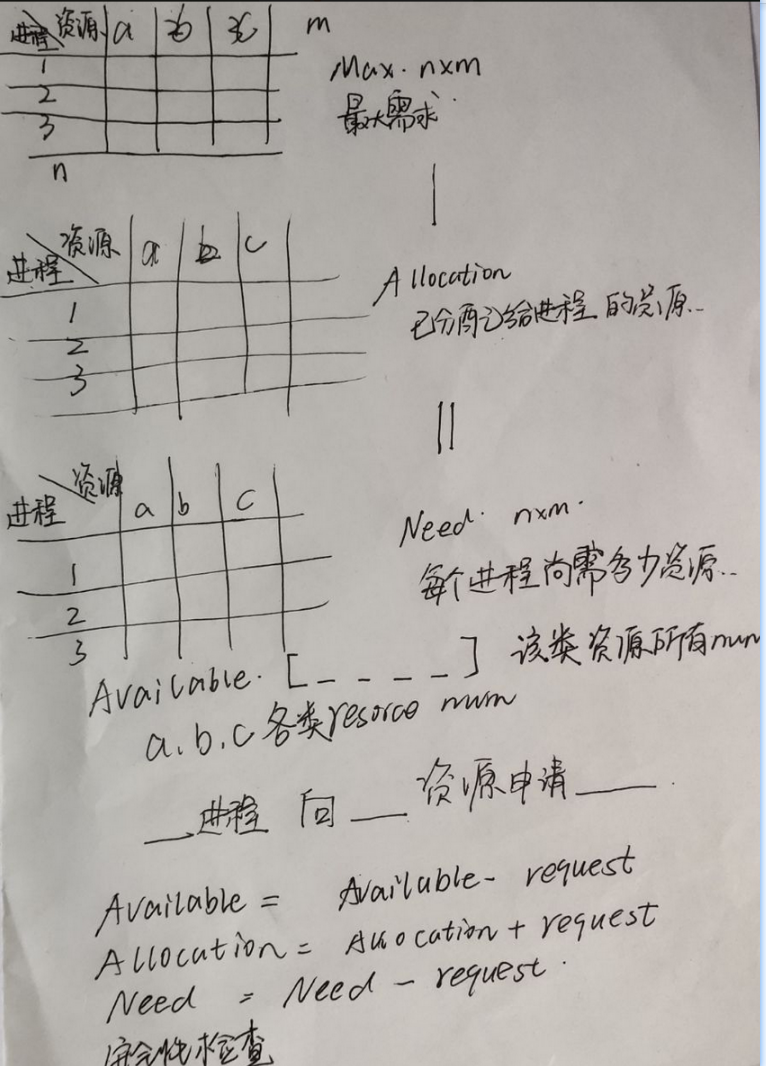 进程 资源 a b c m
1
2
3
n
Max. n×m
最大需求.
进程 资源 a b c
1
2
3
Allocation
已分配给进程的资源..
进程 资源 a b c
1
2
3
Need. n×m.
每个进程尚需多少资源..
Available. [_ _ _ _] 该类资源所有num
a.b.c各类resorce num
__进程 向 __ 资源申请 ___.
Available = Available - request
Allocation = Allocation + request
Need = Need - request.
安全性检查